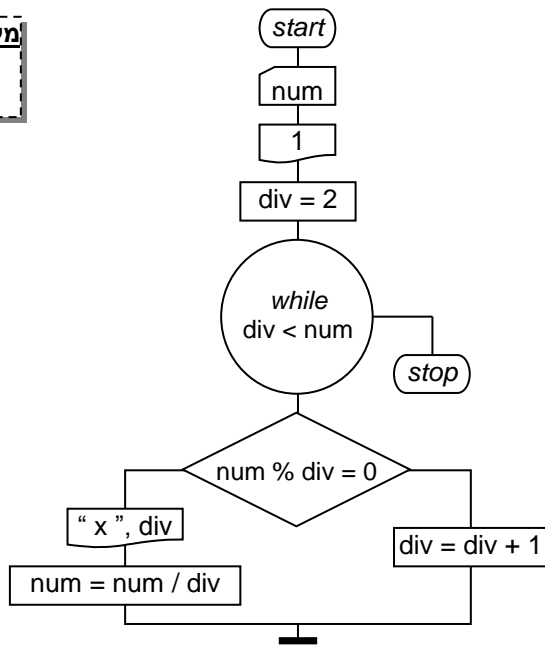 start
num
1
div = 2
while
div < num
stop
num % div = 0
“ x ”, div
div = div + 1
num = num / div